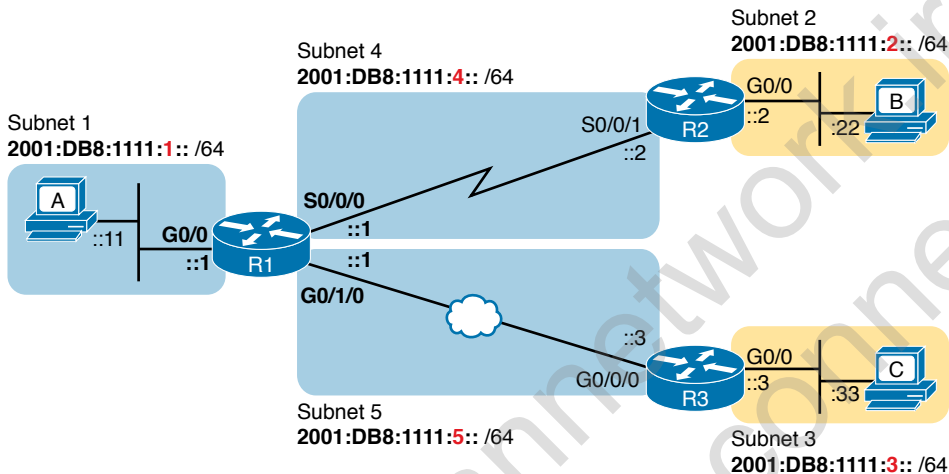 Subnet 2
2001:DB8:1111:2:: /64
Subnet 4
2001:DB8:1111:4:: /64
G0/0
B
::2
:22
R2
S0/0/1
::2
Subnet 1
2001:DB8:1111:1:: /64
A
::11
G0/0
::1
R1
S0/0/0
::1
::1
G0/1/0
::3
G0/0/0
R3
G0/0
::3
C
:33
Subnet 5
2001:DB8:1111:5:: /64
Subnet 3
2001:DB8:1111:3:: /64